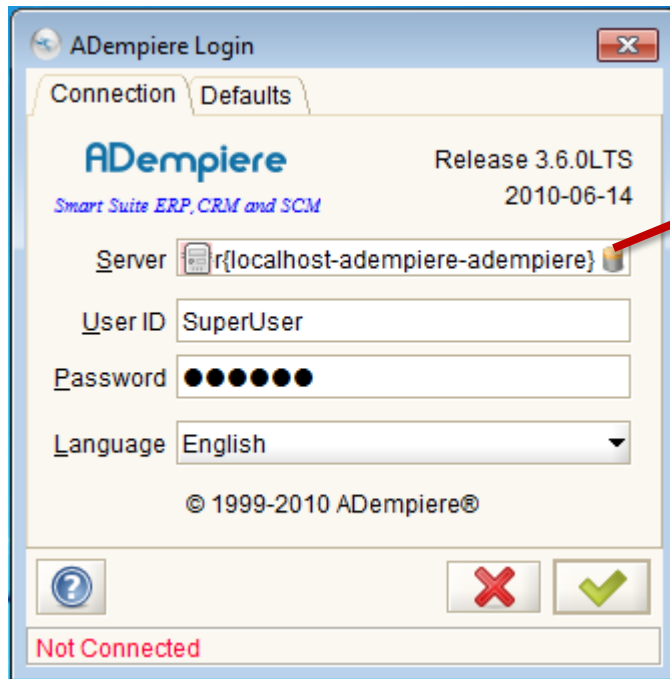 ADempiere Login
Connection Defaults
ADempiere
Smart Suite ERP, CRM and SCM
Release 3.6.0LTS
2010-06-14
Server r{localhost-adempiere-adempiere}
User ID SuperUser
Password ●●●●●●
Language English
© 1999-2010 ADempiere®
Not Connected